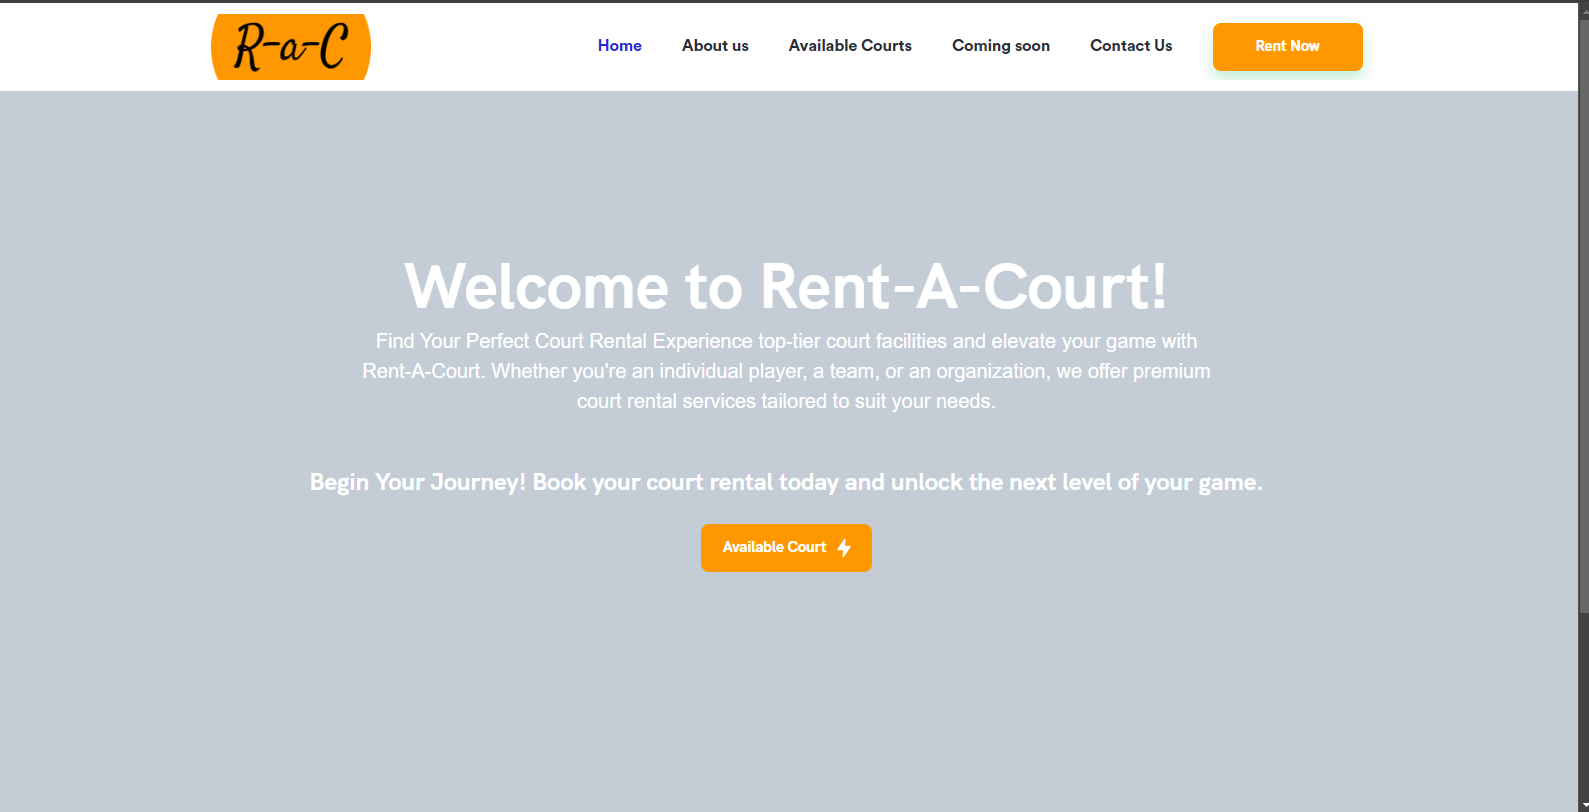 R-a-C
Home
About us
Available Courts
Coming soon
Contact Us
Rent Now
Welcome to Rent-A-Court!
Find Your Perfect Court Rental Experience top-tier court facilities and elevate your game with
Rent-A-Court. Whether you're an individual player, a team, or an organization, we offer premium
court rental services tailored to suit your needs.
Begin Your Journey! Book your court rental today and unlock the next level of your game.
Available Court